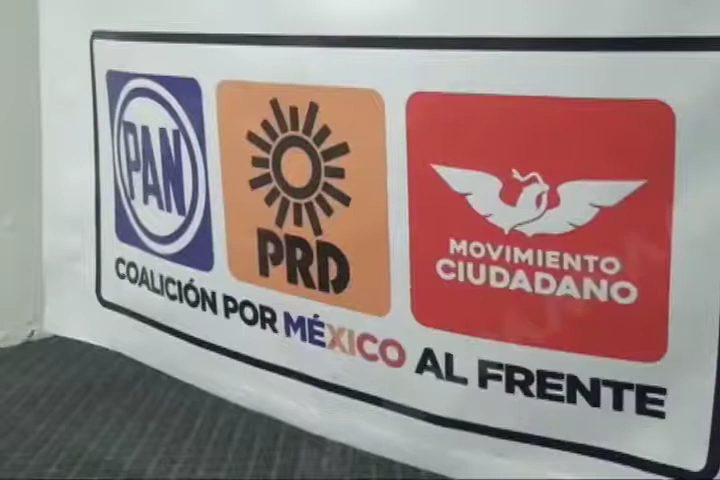 PAN
PRD
MOVIMIENTO
CIUDADANO
COALICIÓN POR MÉXICO AL FRENTE